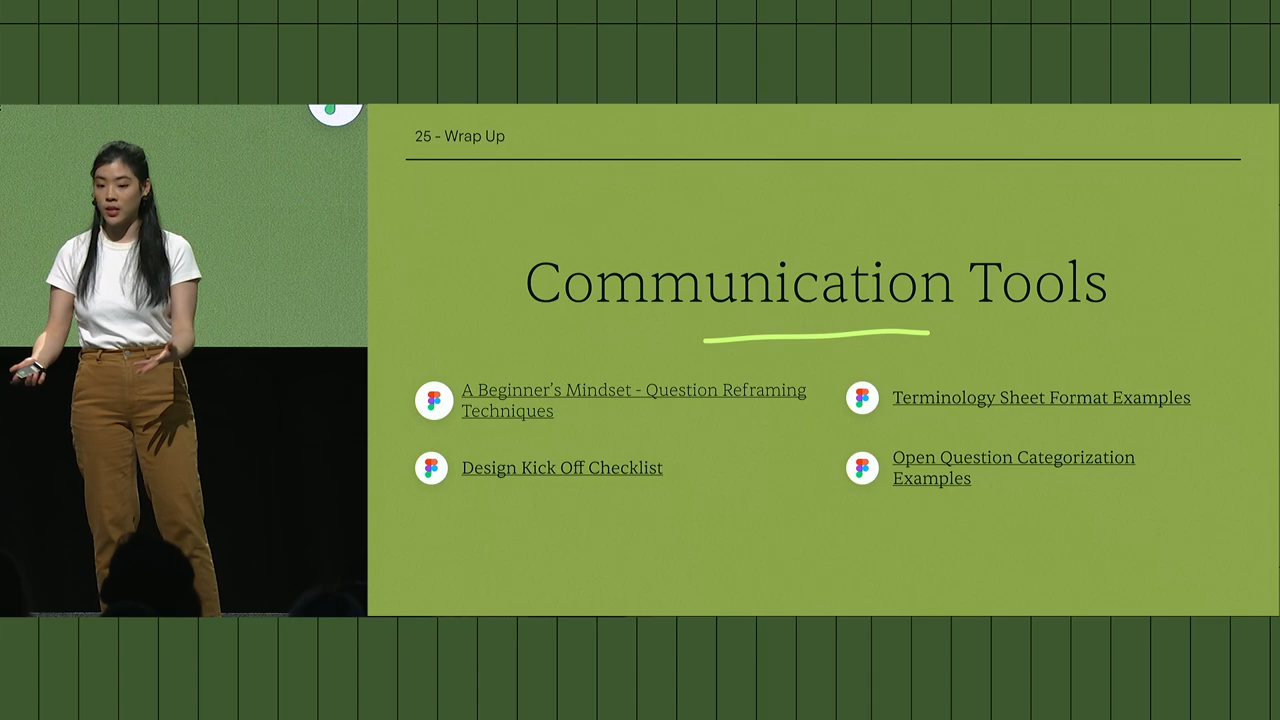 25 - Wrap Up
Communication Tools
A Beginner’s Mindset - Question Reframing
Techniques
Design Kick Off Checklist
Terminology Sheet Format Examples
Open Question Categorization
Examples